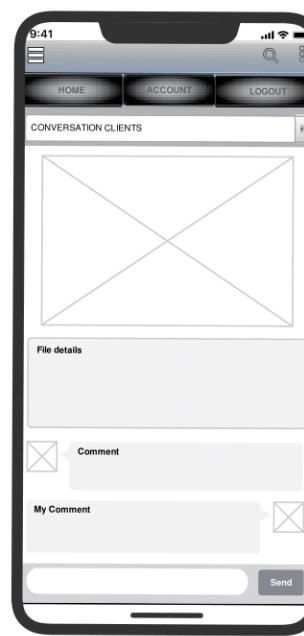 9:41
HOME ACCOUNT LOGOUT
CONVERSATION CLIENTS
File details
Comment
My Comment
Send